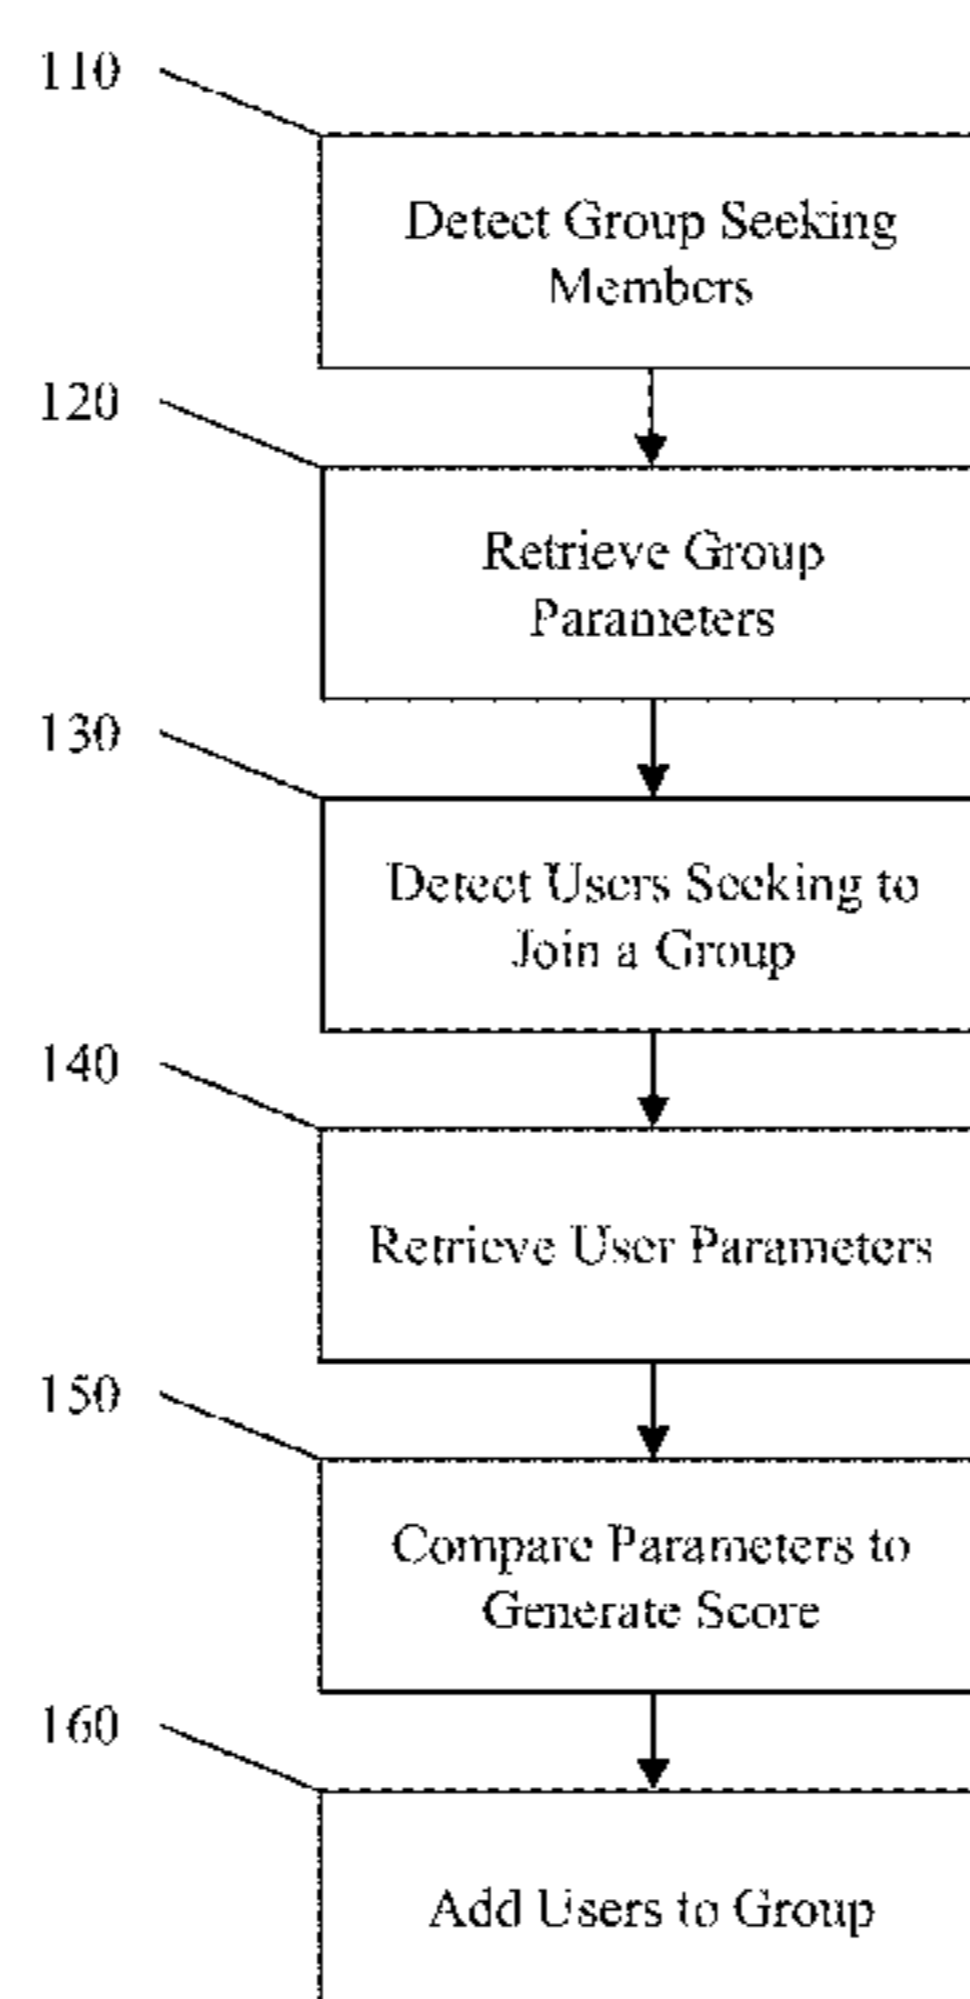 110
Detect Group Seeking
Members
120
Retrieve Group
Parameters
130
Detect Users Seeking to
Join a Group
140
Retrieve User Parameters
150
Compare Parameters to
Generate Score
160
Add Users to Group